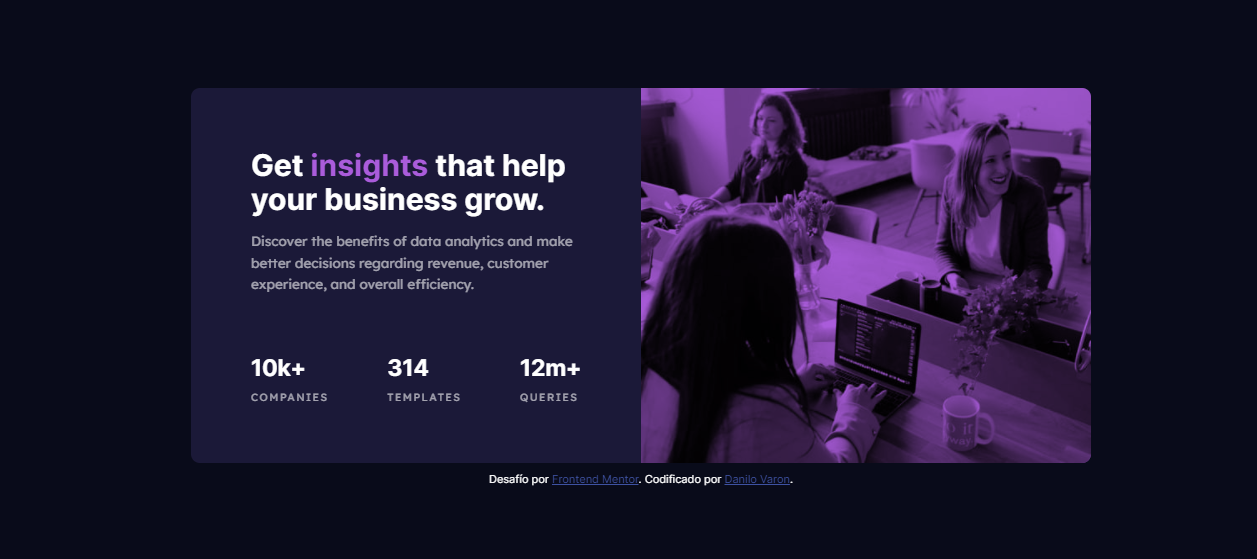 Get insights that help
your business grow.
Discover the benefits of data analytics and make
better decisions regarding revenue, customer
experience, and overall efficiency.
10k+ 314 12m+
COMPANIES TEMPLATES QUERIES
Desafío por Frontend Mentor. Codificado por Danilo Varon.